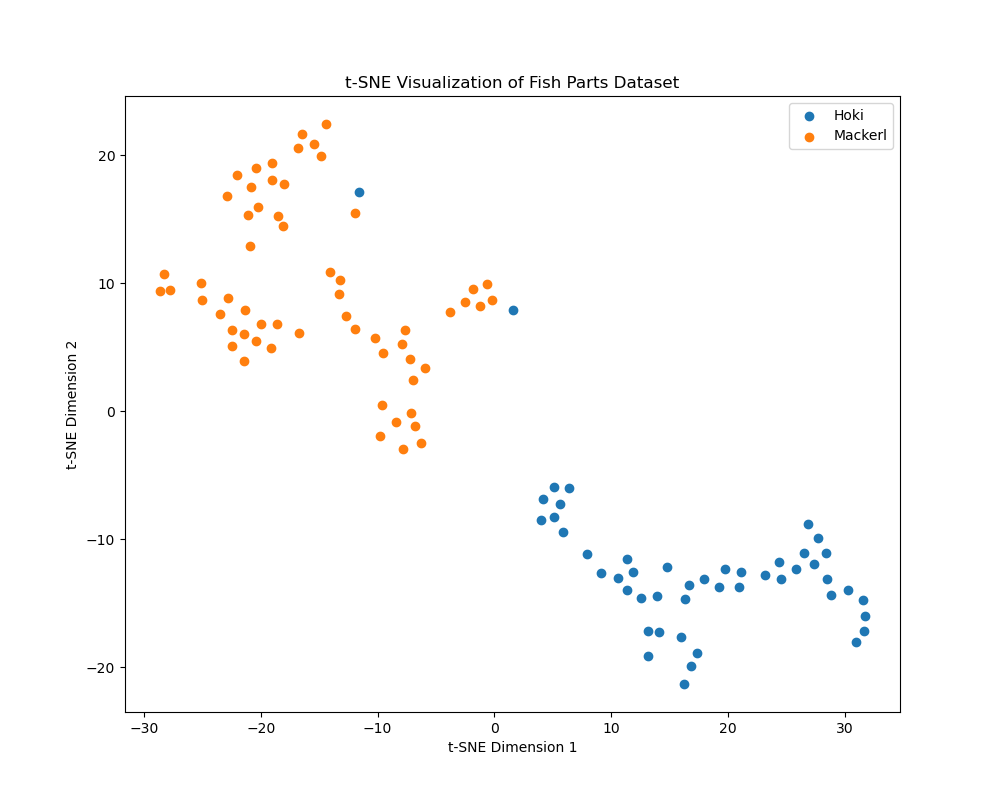 t-SNE Visualization of Fish Parts Dataset
Hoki
Mackerl
20
10
0
−10
−20
t-SNE Dimension 2
−30
−20
−10
0
10
20
30
t-SNE Dimension 1